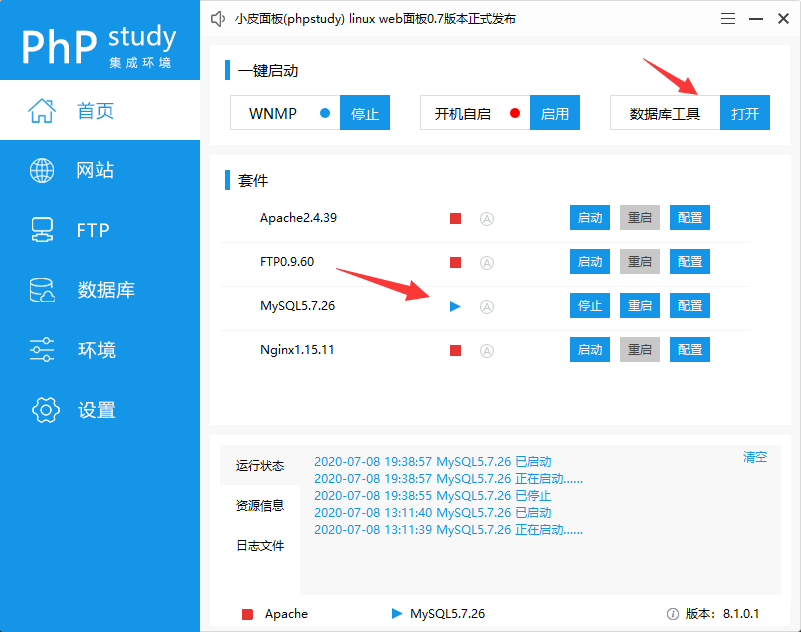 PhP study
集成环境
小皮面板(phpstudy) linux web面板0.7版本正式发布
首页
网站
FTP
数据库
环境
设置
一键启动
WNMP 停止 开机自启 启用 数据库工具 打开
套件
Apache2.4.39 A 启动 重启 配置
FTP0.9.60 A 启动 重启 配置
MySQL5.7.26 A 停止 重启 配置
Nginx1.15.11 A 启动 重启 配置
运行状态
资源信息
日志文件
清空
2020-07-08 19:38:57 MySQL5.7.26 已启动
2020-07-08 19:38:57 MySQL5.7.26 正在启动......
2020-07-08 19:38:55 MySQL5.7.26 已停止
2020-07-08 13:11:40 MySQL5.7.26 已启动
2020-07-08 13:11:39 MySQL5.7.26 正在启动......
Apache MySQL5.7.26 版本：8.1.0.1